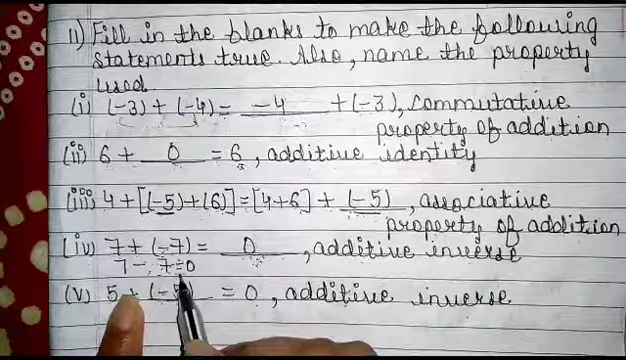 11) Fill in the blanks to make the following
statements true. Also, name the property
used.
(i) (-3) + (-4) = -4 + (-3), commutative
property of addition
(ii) 6 + 0 = 6, additive identity
(iii) 4 + [(-5) + (6)] = [4+6] + (-5), associative
property of addition
(iv) 7 + (-7) = 0, additive inverse
7 - 7 = 0
(v) 5 + (-5) = 0, additive inverse